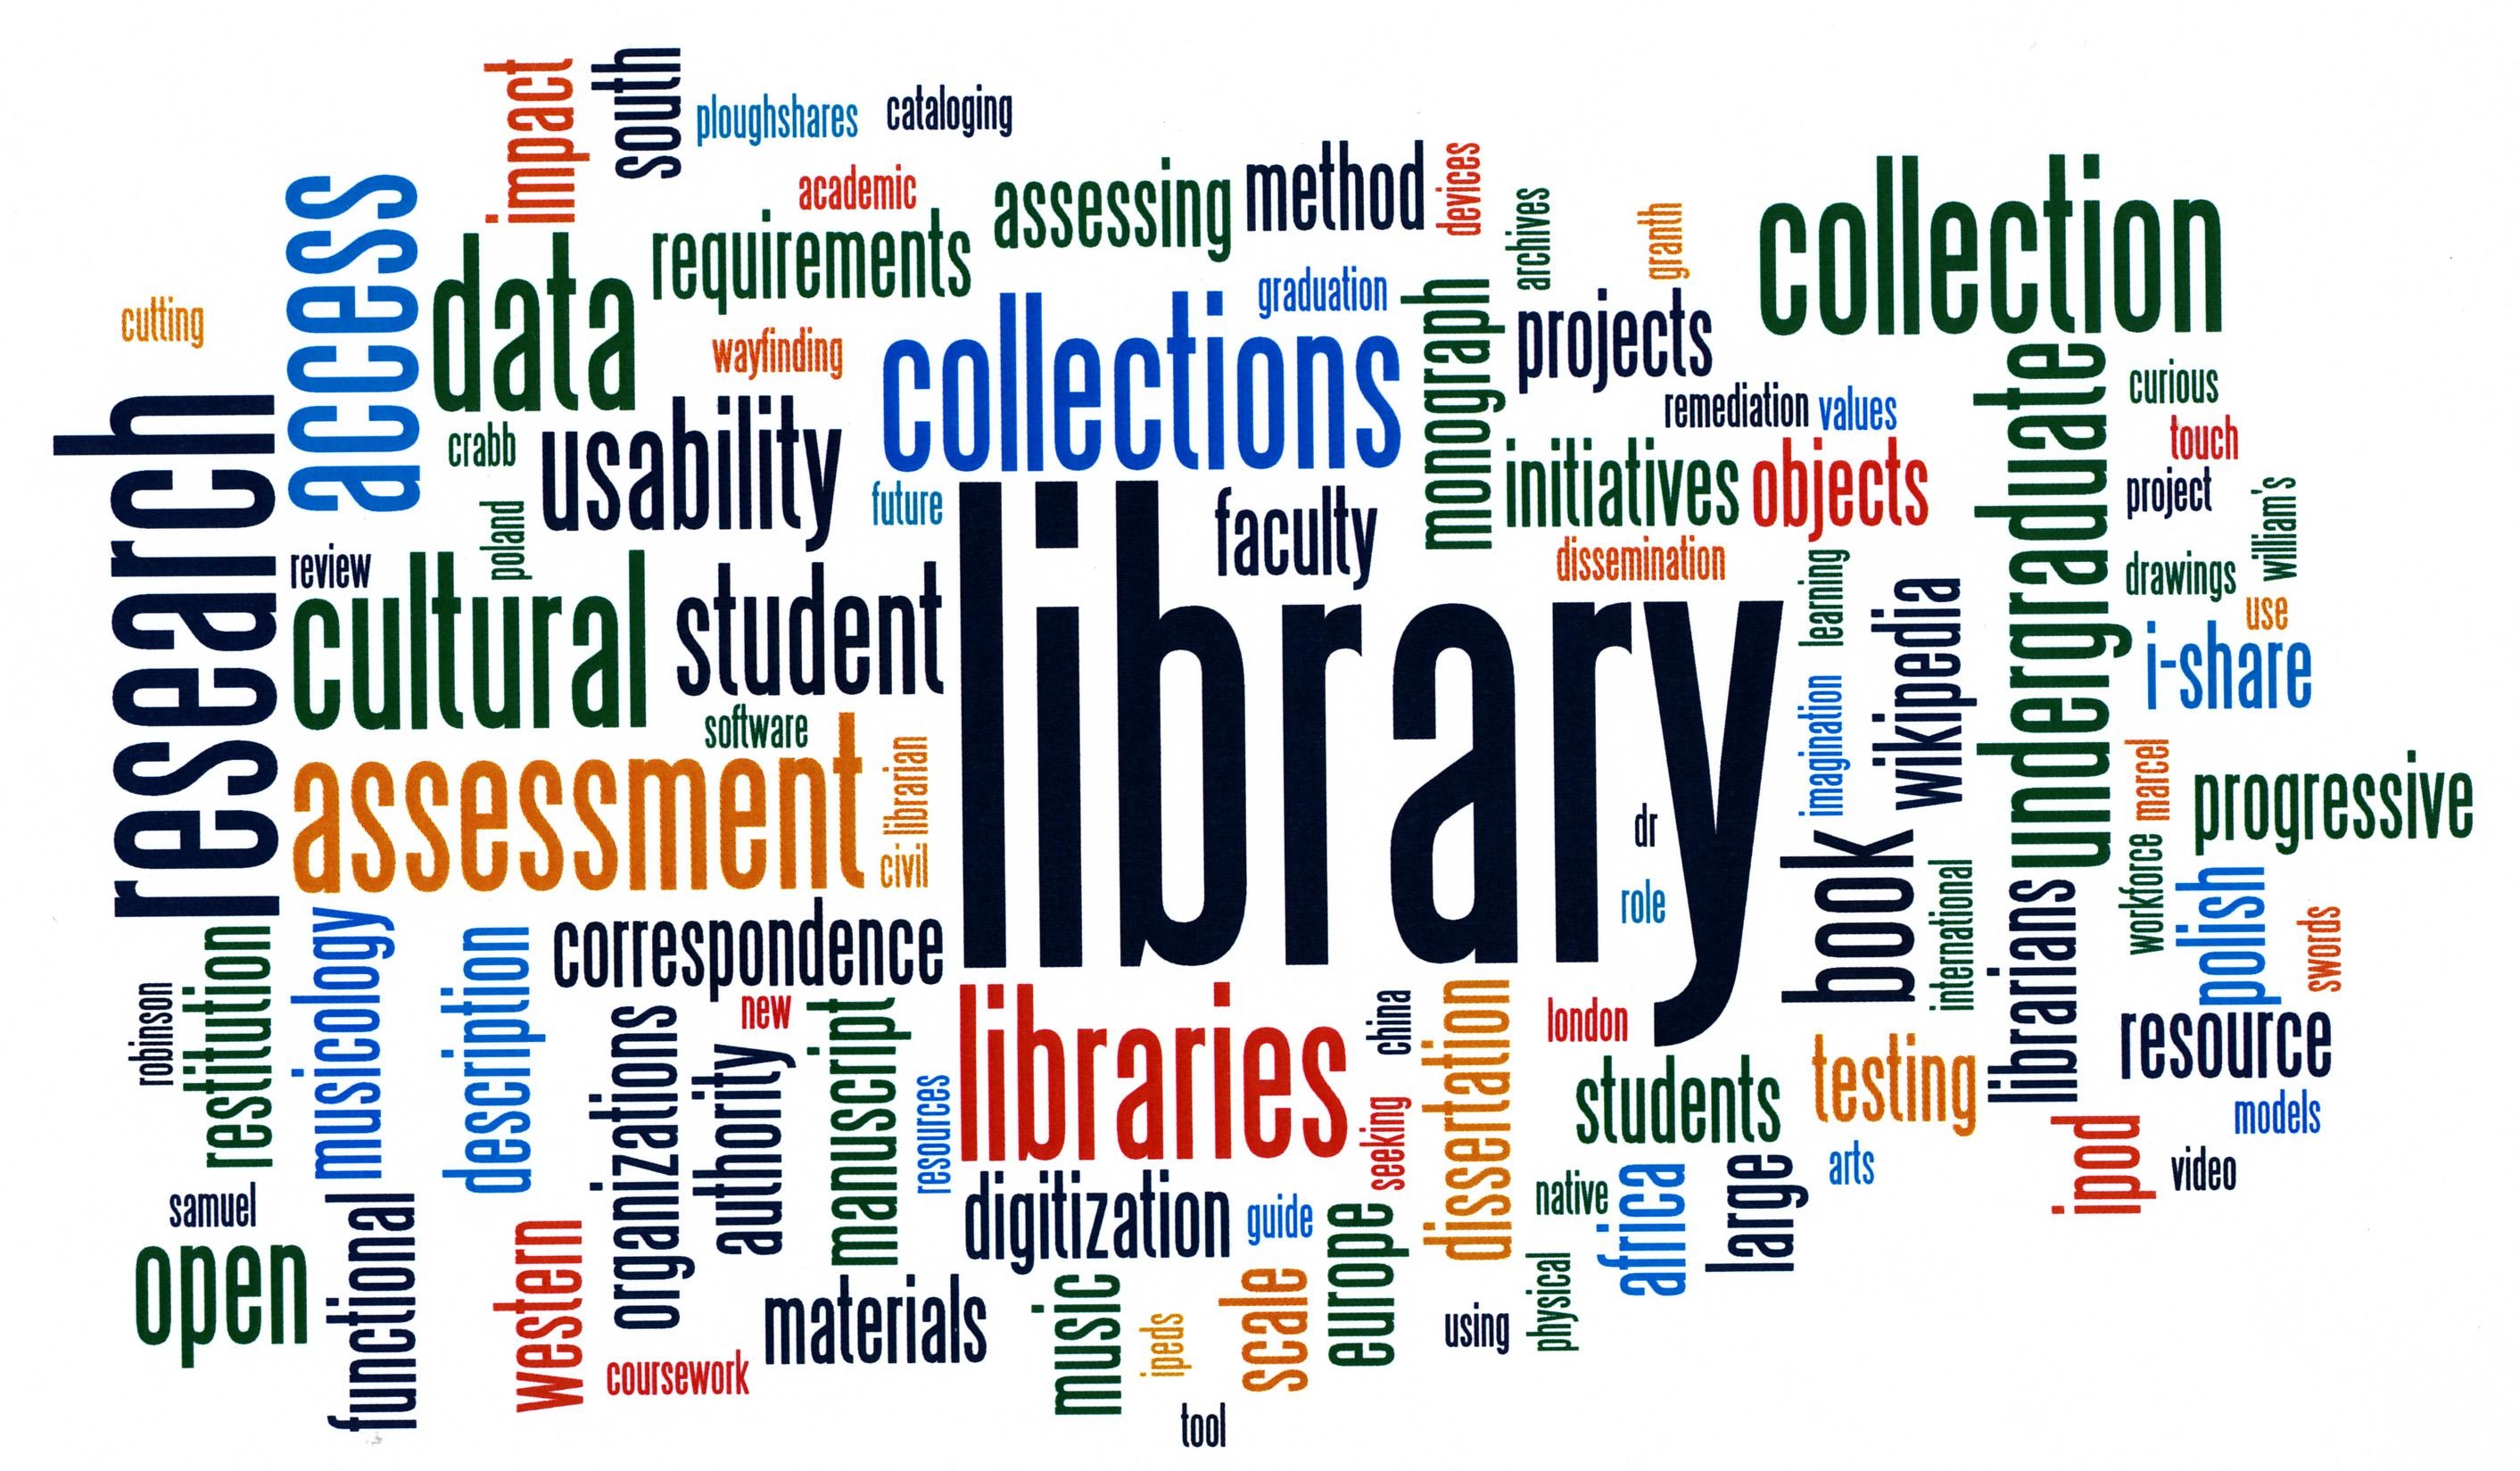 impact
south
ploughshares
cataloging
academic
assessing
method
devices
archives
granth
collection
access
data
requirements
graduation
cutting
wayfinding
collections
monograph
projects
curious
remediation
values
touch
research
crabb
usability
future
faculty
initiatives
objects
undergraduate
project
william's
review
poland
dissemination
learning
drawings
use
cultural
student
library
wikipedia
i-share
software
imagination
assessment
librarian
civil
dr
role
marcel
progressive
book
workforce
polish
swords
international
librarians
robinson
restitution
musicology
description
correspondence
new
organizations
authority
manuscript
resources
libraries
china
seeking
dissertation
london
students
testing
resource
models
samuel
digitization
guide
native
africa
large
arts
ipod
video
open
functional
western
coursework
materials
music
ipeds
scale
europe
using
physical
tool